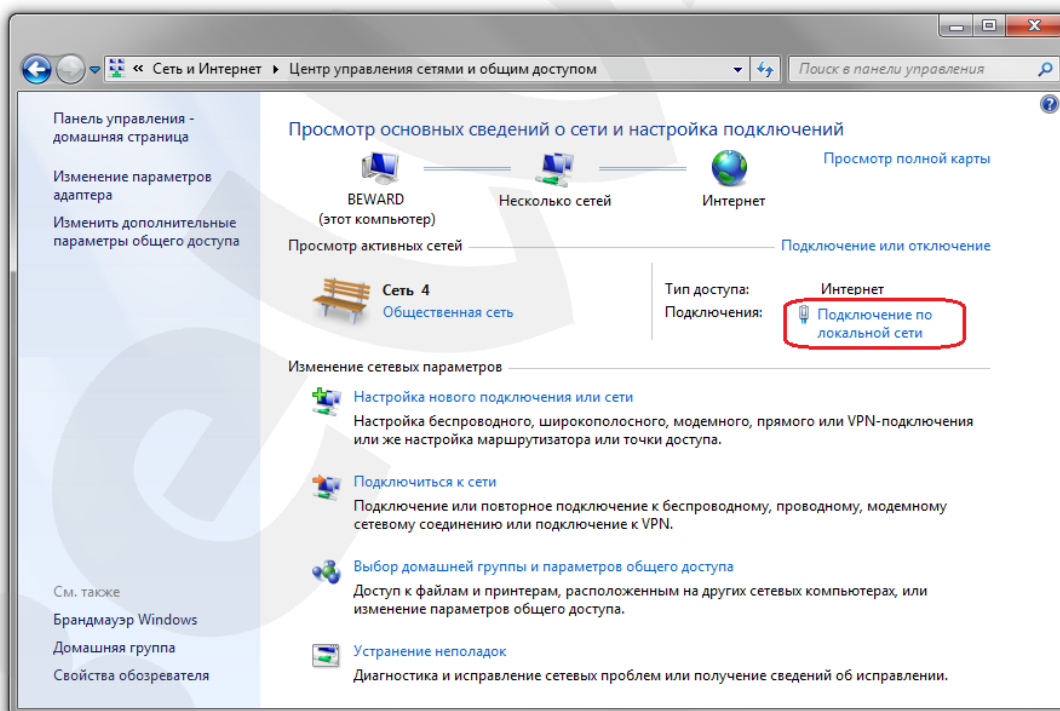 « Сеть и Интернет ▸ Центр управления сетями и общим доступом
Поиск в панели управления
Панель управления -
домашняя страница
Изменение параметров
адаптера
Изменить дополнительные
параметры общего доступа
См. также
Брандмауэр Windows
Домашняя группа
Свойства обозревателя
Просмотр основных сведений о сети и настройка подключений
Просмотр полной карты
BEWARD
(этот компьютер)
Несколько сетей
Интернет
Просмотр активных сетей
Подключение или отключение
Сеть 4
Общественная сеть
Тип доступа: Интернет
Подключения: Подключение по
локальной сети
Изменение сетевых параметров
Настройка нового подключения или сети
Настройка беспроводного, широкополосного, модемного, прямого или VPN-подключения
или же настройка маршрутизатора или точки доступа.
Подключиться к сети
Подключение или повторное подключение к беспроводному, проводному, модемному
сетевому соединению или подключение к VPN.
Выбор домашней группы и параметров общего доступа
Доступ к файлам и принтерам, расположенным на других сетевых компьютерах, или
изменение параметров общего доступа.
Устранение неполадок
Диагностика и исправление сетевых проблем или получение сведений об исправлении.